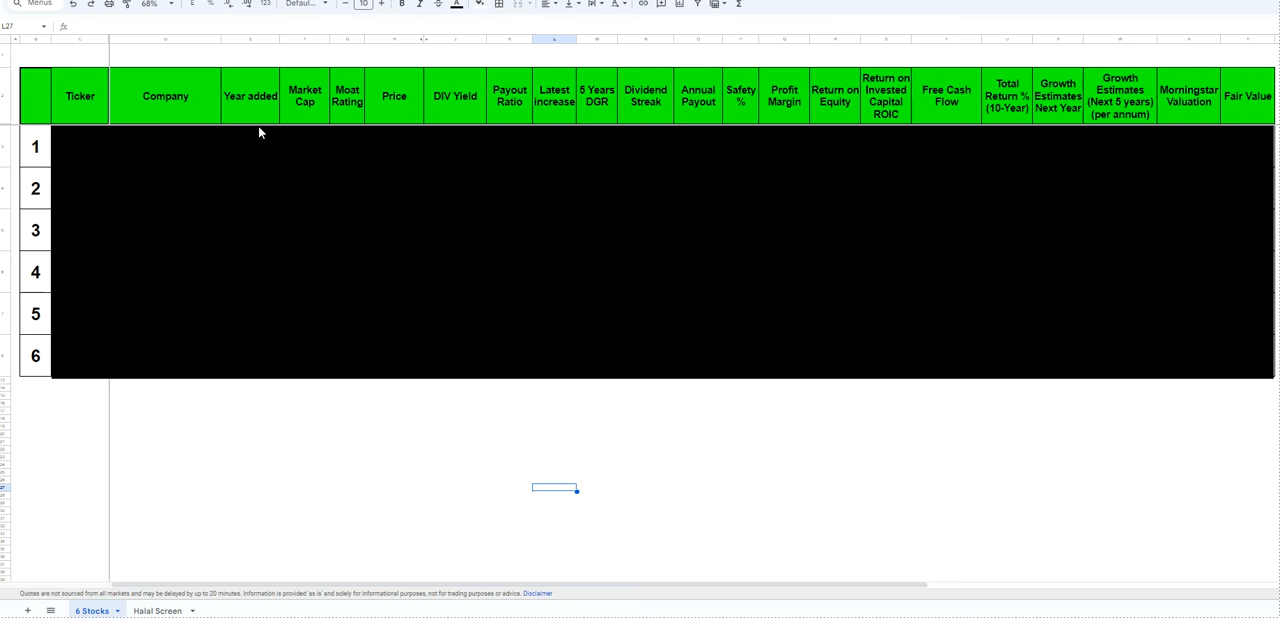 Menus
68%
£
%
.0
.00
123
Defaul...
10
B
I
A
Σ
L27
fx
Ticker
Company
Year added
Market
Cap
Moat
Rating
Price
DIV Yield
Payout
Ratio
Latest
increase
5 Years
DGR
Dividend
Streak
Annual
Payout
Safety
%
Profit
Margin
Return on
Equity
Return on
Invested
Capital
ROIC
Free Cash
Flow
Total
Return %
(10-Year)
Growth
Estimates
Next Year
Growth
Estimates
(Next 5 years)
(per annum)
Morningstar
Valuation
Fair Value
1
2
3
4
5
6
Quotes are not sourced from all markets and may be delayed by up to 20 minutes. Information is provided 'as is' and solely for informational purposes, not for trading purposes or advice. Disclaimer
6 Stocks
Halal Screen